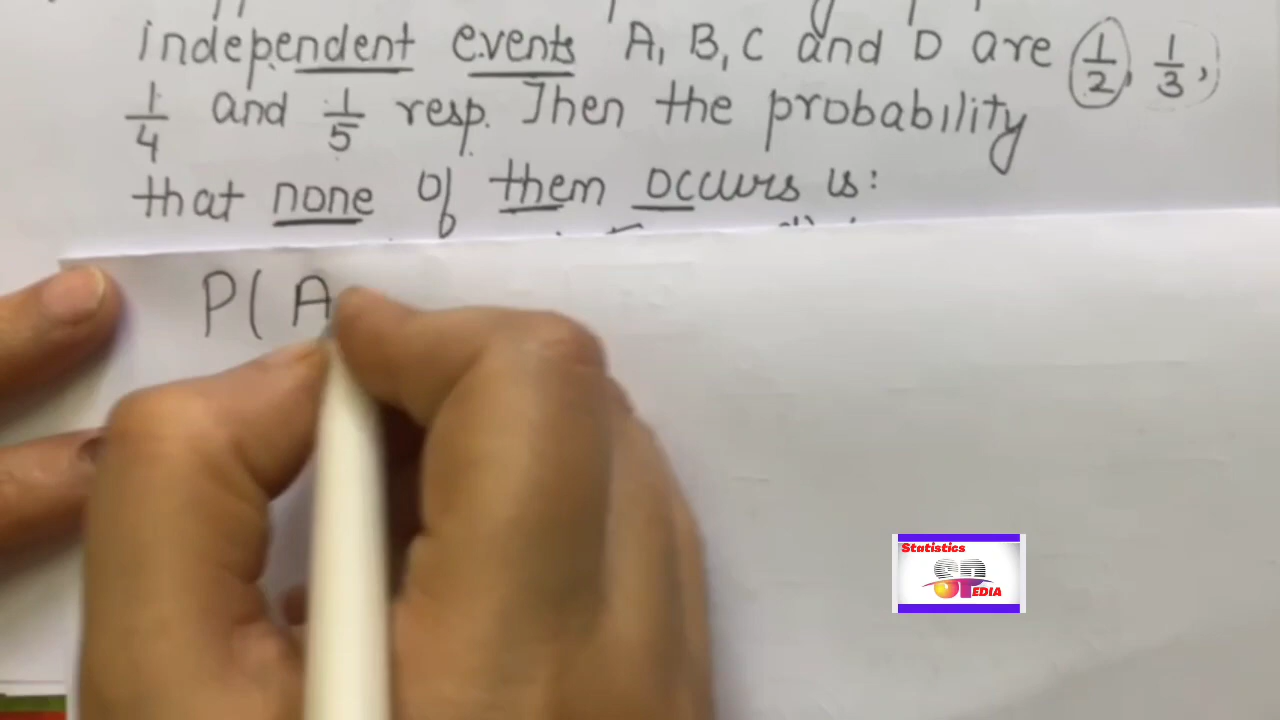 independent events A, B, C and D are 1/2, 1/3,
1/4 and 1/5 resp. Then the probability
that none of them occurs is:
P( A
Statistics
PEDIA